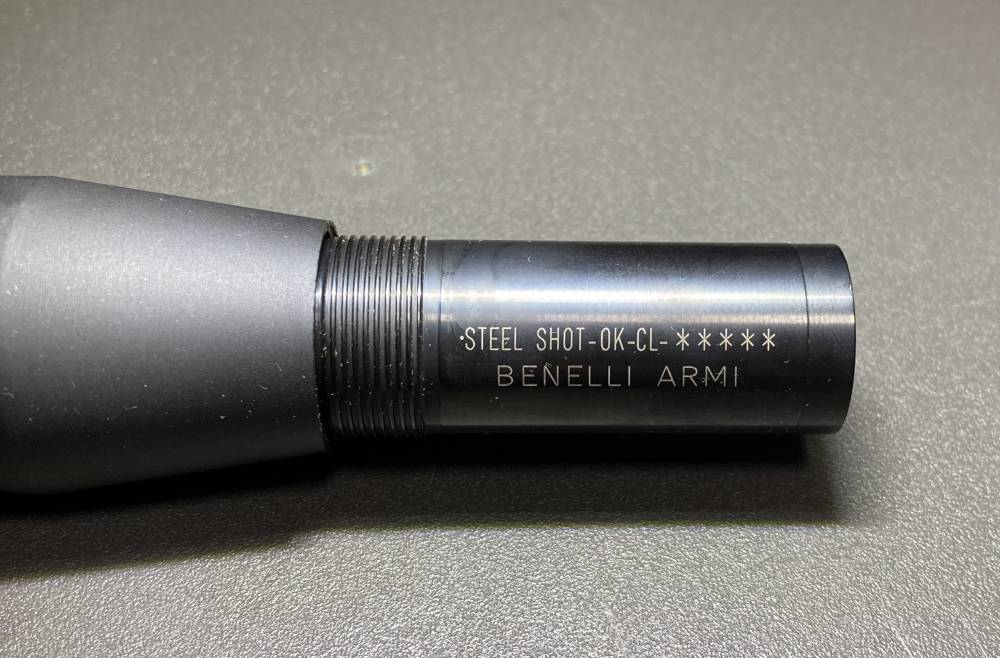 ·STEEL SHOT-OK-CL-*****
BENELLI ARMI